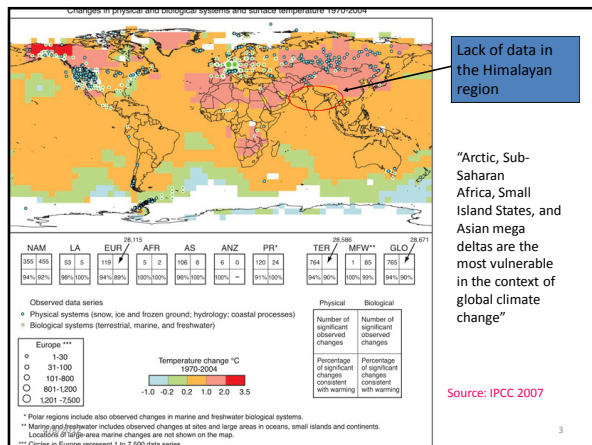 Changes in physical and biological systems and surface temperature 1970-2004
Lack of data in
the Himalayan
region
“Arctic, Sub-
Saharan
Africa, Small
Island States, and
Asian mega
deltas are the
most vulnerable
in the context of
global climate
change”
Source: IPCC 2007
28,115
28,586
28,671
NAM LA EUR AFR AS ANZ PR* TER MFW** GLO
355 455 53 5 119 5 2 106 8 6 0 120 24 764 1 85 765
94% 92% 98% 100% 94% 89% 100% 100% 96% 100% 100% – 91% 100% 94% 90% 100% 99% 94% 90%
Observed data series
Physical systems (snow, ice and frozen ground; hydrology; coastal processes)
Biological systems (terrestrial, marine, and freshwater)
Europe ***
1-30
31-100
101-800
801-1,200
1,201 -7,500
Temperature change °C
1970-2004
-1.0 0.2 0.2 1.0 2.0 3.5
Physical Biological
Number of significant observed changes
Number of significant observed changes
Percentage of significant changes consistent with warming
Percentage of significant changes consistent with warming
* Polar regions include also observed changes in marine and freshwater biological systems.
** Marine and freshwater includes observed changes at sites and large areas in oceans, small islands and continents.
Locations of large-area marine changes are not shown on the map.
*** Circles in Europe represent 1 to 7,500 data series.
3